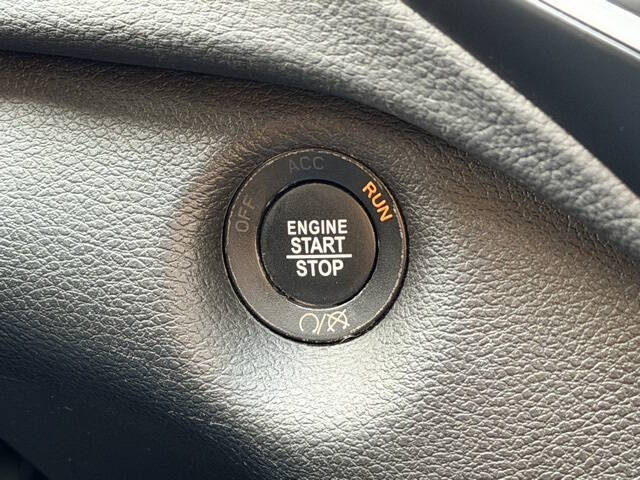 OFF
ACC
RUN
ENGINE
START
STOP